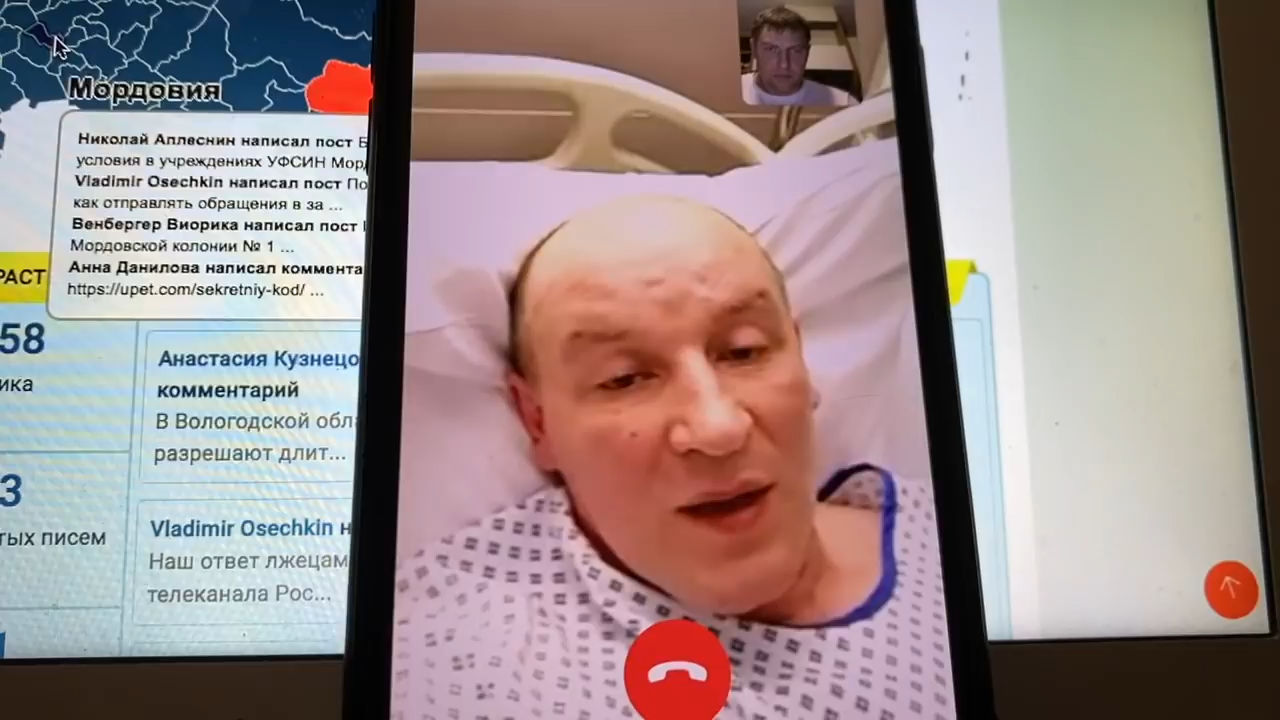 Мордовия
Николай Аплеснин написал пост
условия в учреждениях УФСИН Морд
Vladimir Osechkin написал пост По
как отправлять обращения в за ...
Венбергер Виорика написал пост
Мордовской колонии № 1 ...
Анна Данилова написал коммента
https://upet.com/sekretniy-kod/ ...
РАСТ
58
ика
Анастасия Кузнецо
комментарий
В Вологодской обла
разрешают длит...
3
тых писем
Vladimir Osechkin н
Наш ответ лжецам
телеканала Рос...